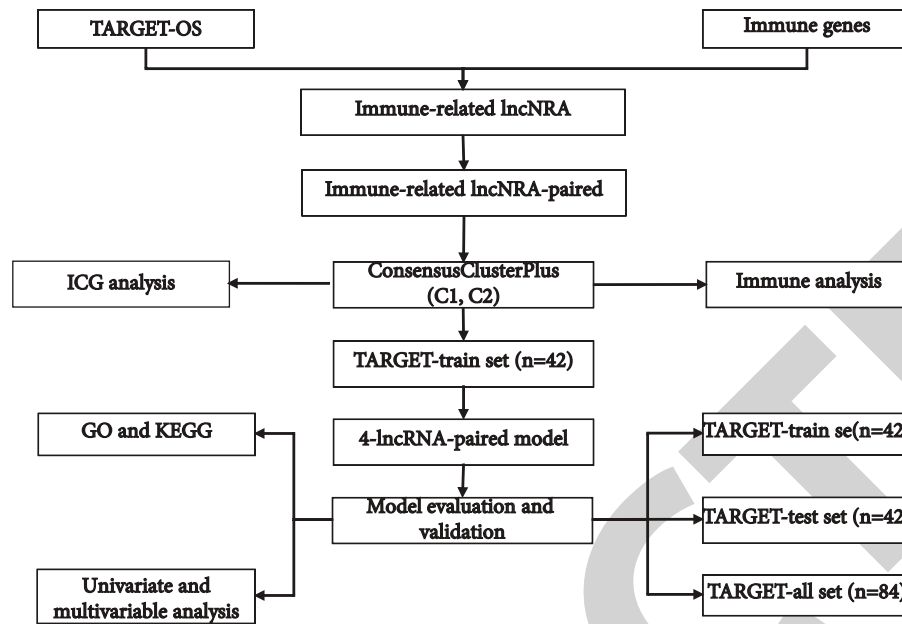 TARGET-OS
Immune genes
Immune-related lncNRA
Immune-related lncNRA-paired
ICG analysis
ConsensusClusterPlus
(C1, C2)
Immune analysis
TARGET-train set (n=42)
GO and KEGG
4-lncRNA-paired model
TARGET-train se(n=42
Model evaluation and
validation
TARGET-test set (n=42
Univariate and
multivariable analysis
TARGET-all set (n=84)